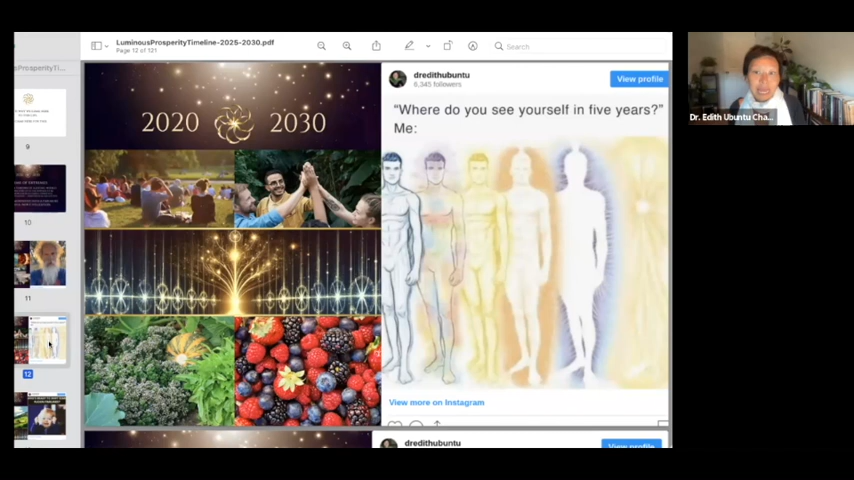 LuminousProsperityTimeline-2025-2030.pdf
Page 12 of 121
Search
sProsperityTi...
9
10
11
12
2020 2030
dredithubuntu
6,345 followers
View profile
“Where do you see yourself in five years?”
Me:
View more on Instagram
dredithubuntu
View profile
Dr. Edith Ubuntu Cha...